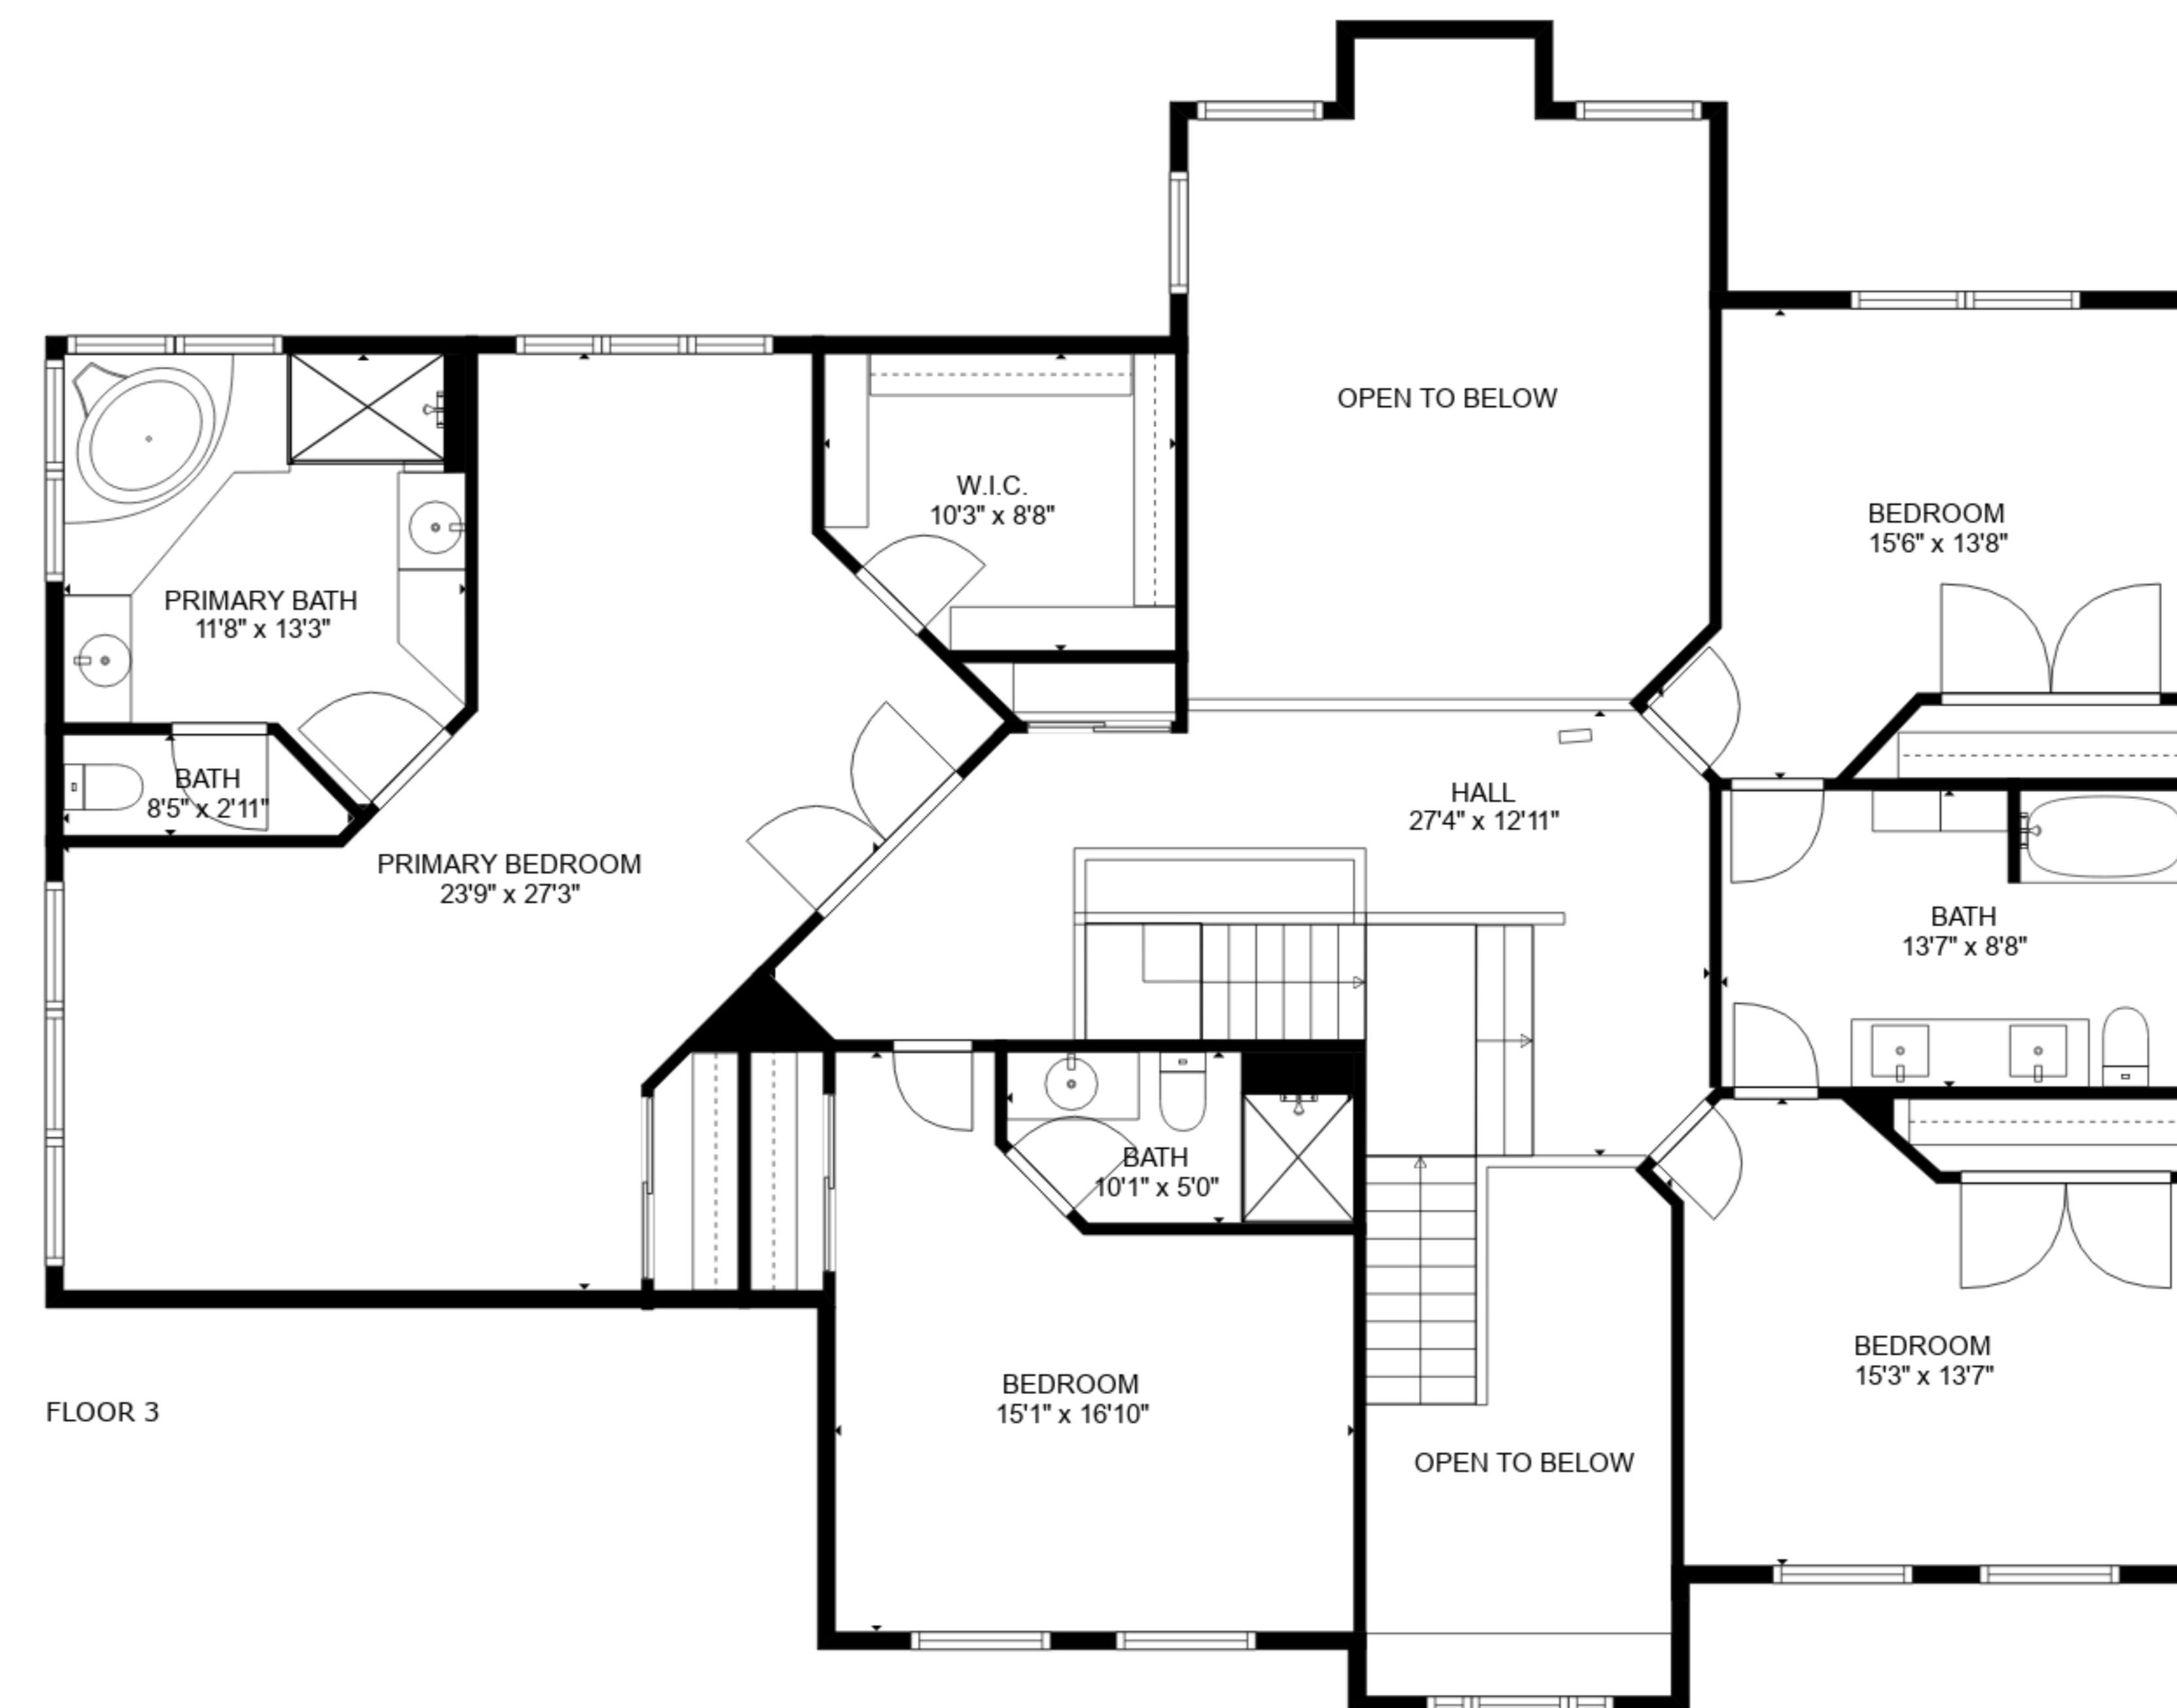 OPEN TO BELOW
W.I.C.
10'3" x 8'8"
BEDROOM
15'6" x 13'8"
PRIMARY BATH
11'8" x 13'3"
BATH
8'5" x 2'11"
HALL
27'4" x 12'11"
PRIMARY BEDROOM
23'9" x 27'3"
BATH
13'7" x 8'8"
BATH
10'1" x 5'0"
BEDROOM
15'3" x 13'7"
BEDROOM
15'1" x 16'10"
FLOOR 3
OPEN TO BELOW